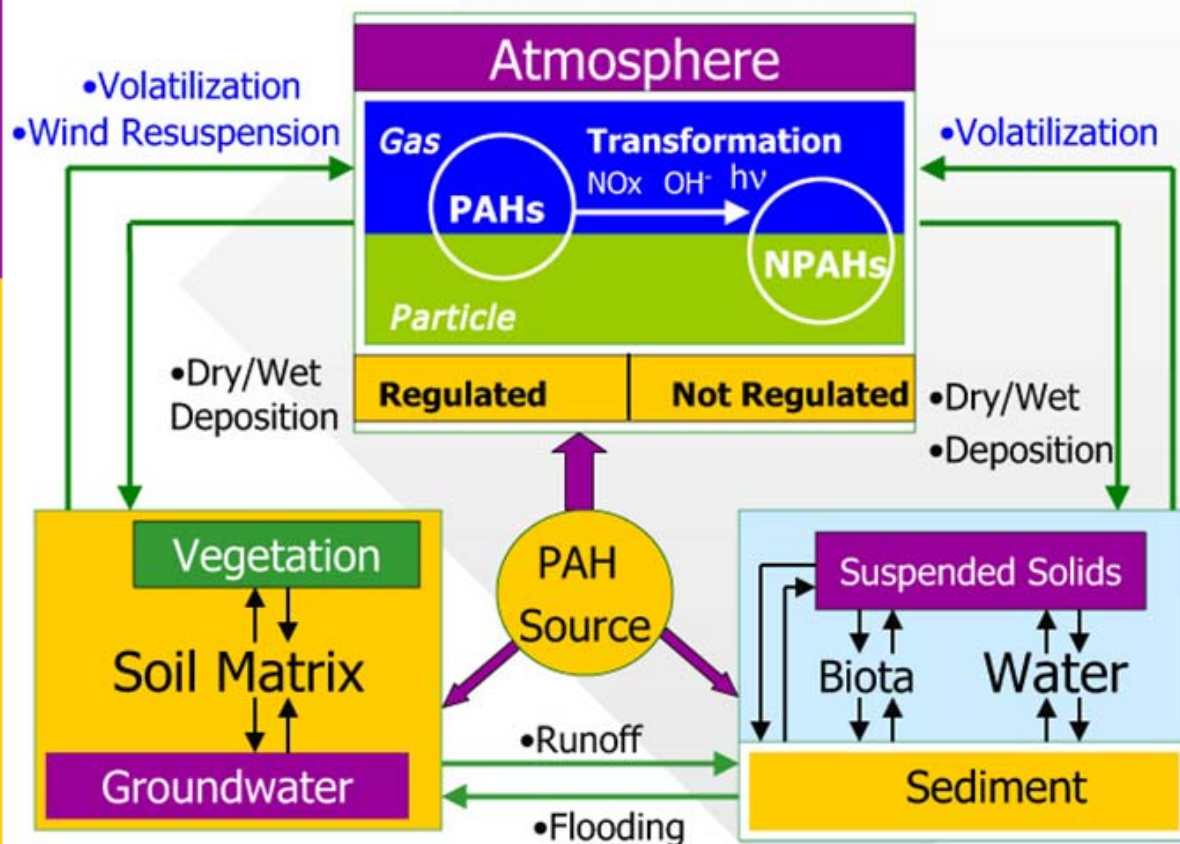 Atmosphere
•Volatilization
•Wind Resuspension
Gas
Transformation
NOx OH- hν
PAHs
NPAHs
Particle
•Volatilization
•Dry/Wet
Deposition
Regulated
Not Regulated
•Dry/Wet
•Deposition
Vegetation
Soil Matrix
Groundwater
PAH
Source
Suspended Solids
Biota
Water
Sediment
•Runoff
•Flooding